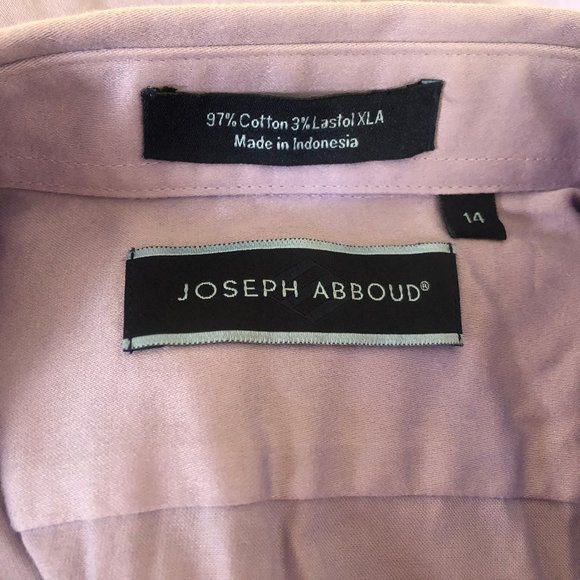 97% Cotton 3% Lastol XLA
Made in Indonesia
14
JOSEPH ABBOUD®